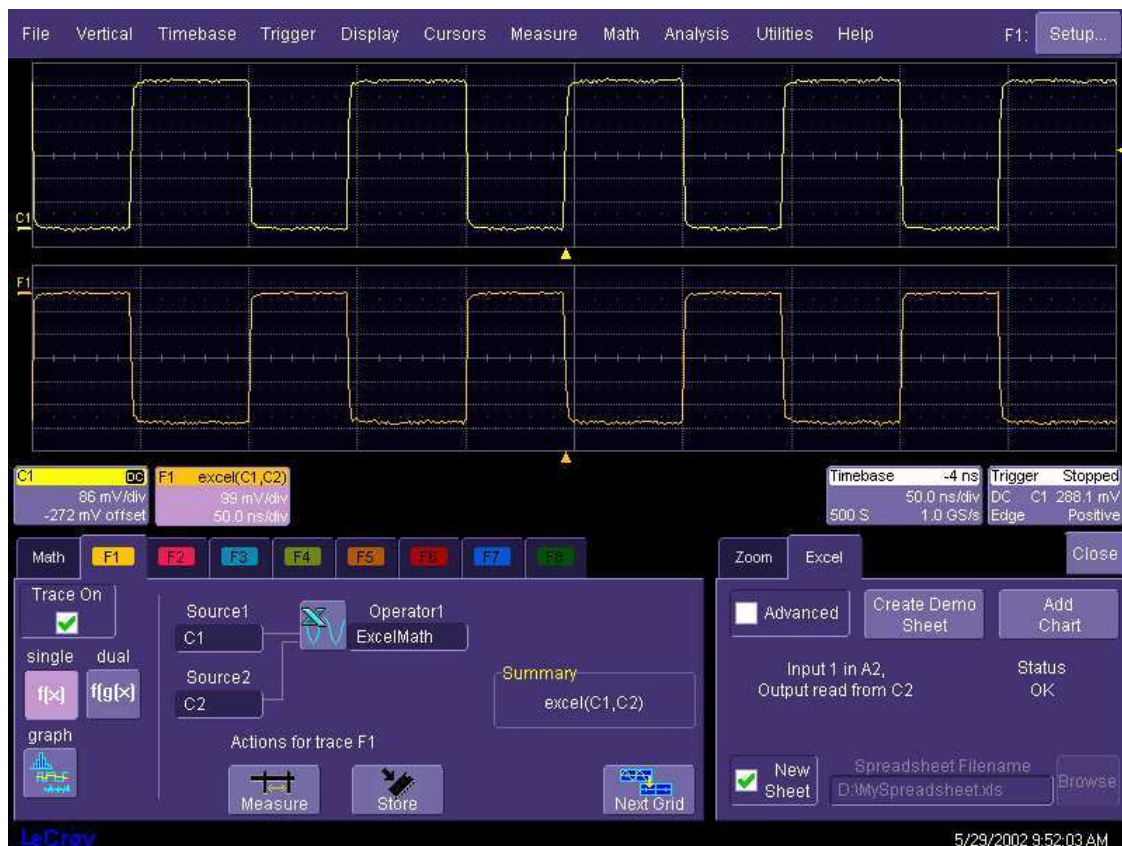 File Vertical Timebase Trigger Display Cursors Measure Math Analysis Utilities Help F1: Setup...
C1
F1
C1 DC
86 mV/div
-272 mV offset
F1 excel(C1,C2)
99 mV/div
50.0 ns/div
Timebase -4 ns
50.0 ns/div
500 S 1.0 GS/s
Trigger Stopped
DC C1 288.1 mV
Edge Positive
Math F1 F2 F3 F4 F5 F6 F7 F8
Trace On
single dual
f(x) f(g(x))
graph
Source1
C1
Source2
C2
Operator1
ExcelMath
Summary
excel(C1,C2)
Actions for trace F1
Measure
Store
Next Grid
Zoom Excel Close
Advanced
Create Demo
Sheet
Add
Chart
Input 1 in A2,
Output read from C2
Status
OK
New
Sheet
Spreadsheet Filename
D:\MySpreadsheet.xls
Browse
LeCroy
5/29/2002 9:52:03 AM